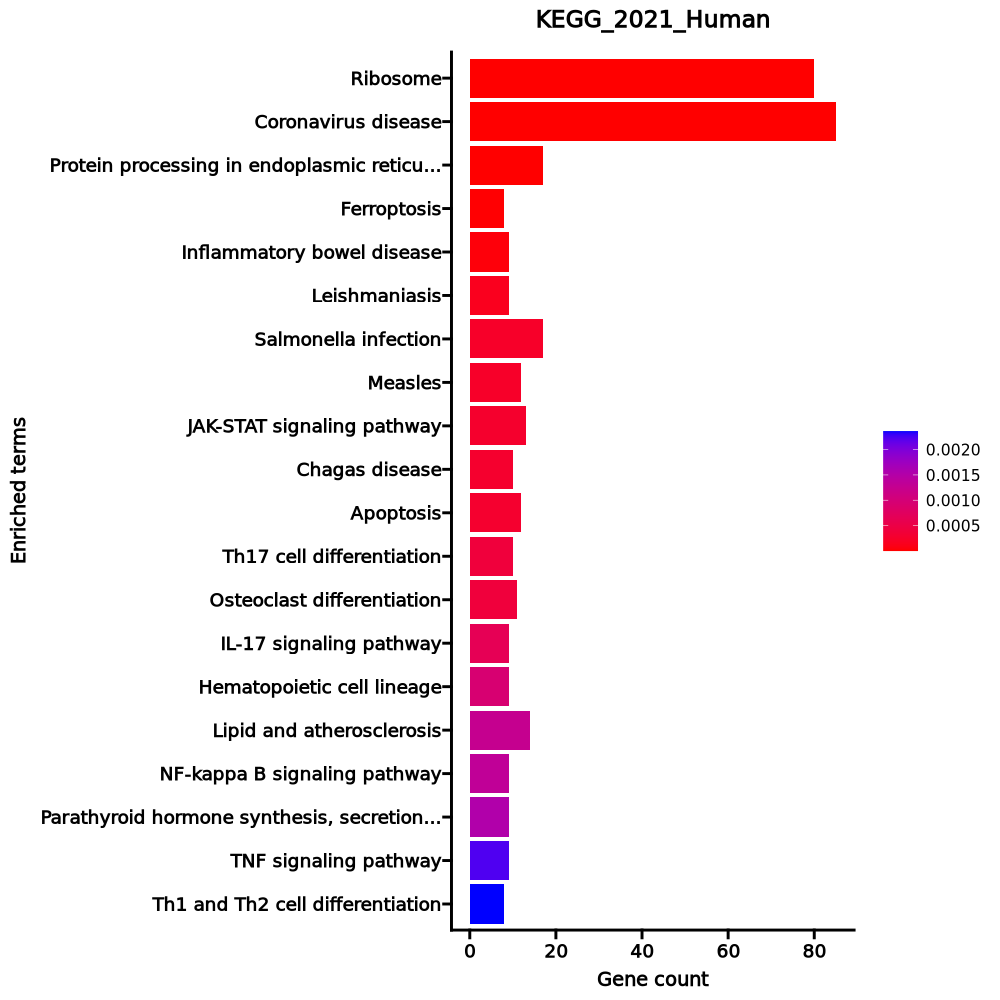 KEGG_2021_Human
Ribosome
Coronavirus disease
Protein processing in endoplasmic reticu...
Ferroptosis
Inflammatory bowel disease
Leishmaniasis
Salmonella infection
Measles
JAK-STAT signaling pathway
Chagas disease
Apoptosis
Th17 cell differentiation
Osteoclast differentiation
IL-17 signaling pathway
Hematopoietic cell lineage
Lipid and atherosclerosis
NF-kappa B signaling pathway
Parathyroid hormone synthesis, secretion...
TNF signaling pathway
Th1 and Th2 cell differentiation
Enriched terms
0 20 40 60 80
Gene count
0.0020
0.0015
0.0010
0.0005